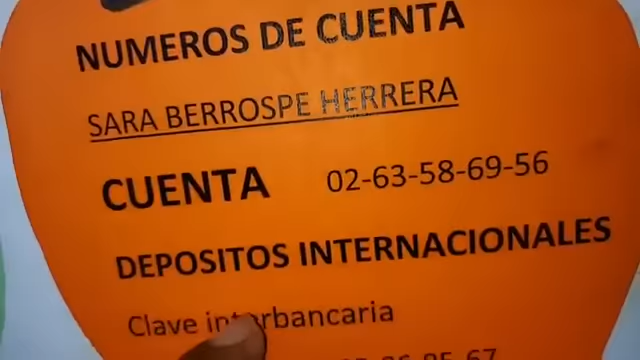 NUMEROS DE CUENTA
SARA BERROSPE HERRERA
CUENTA 02-63-58-69-56
DEPOSITOS INTERNACIONALES
Clave interbancaria